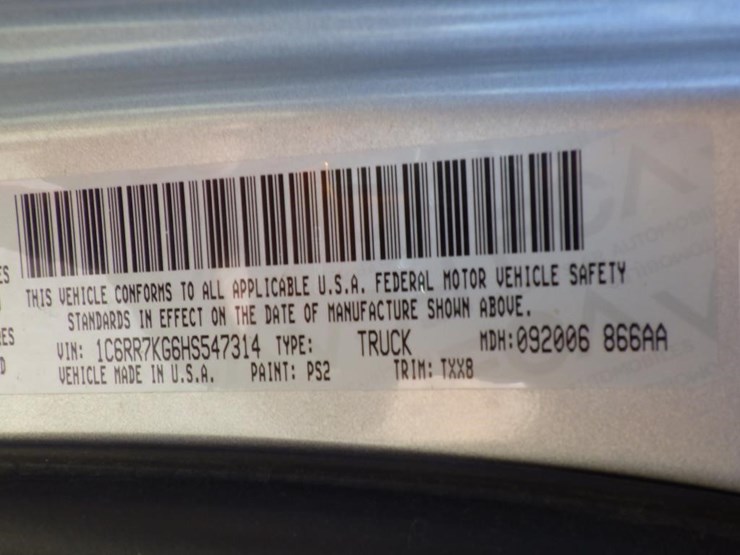 THIS VEHICLE CONFORMS TO ALL APPLICABLE U.S.A. FEDERAL MOTOR VEHICLE SAFETY
STANDARDS IN EFFECT ON THE DATE OF MANUFACTURE SHOWN ABOVE.
VIN: 1C6RR7KG6HS547314 TYPE: TRUCK MDH:092006 866AA
VEHICLE MADE IN U.S.A. PAINT: PS2 TRIM: TXX8